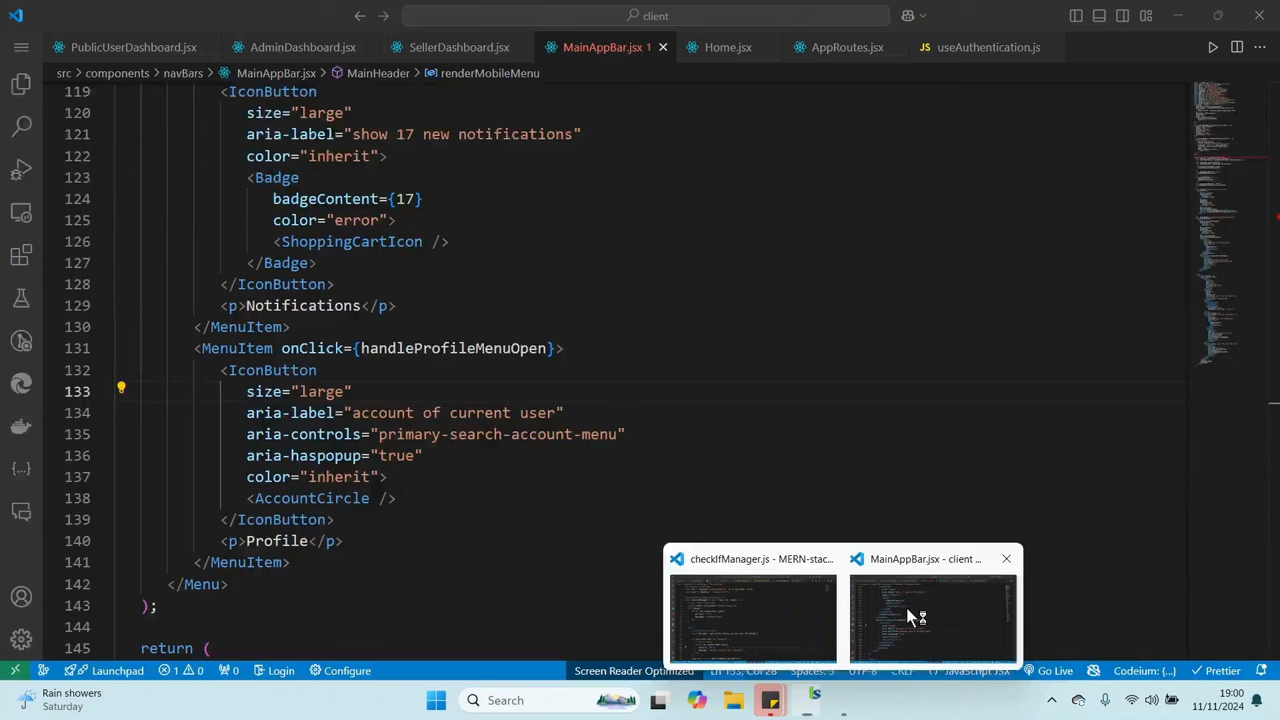 client
PublicUserDashboard.jsx
AdminDashboard.jsx
SellerDashboard.jsx
MainAppBar.jsx 1
Home.jsx
AppRoutes.jsx
JS useAuthentication.js
src > components > navBars > MainAppBar.jsx > MainHeader > renderMobileMenu
119 <IconButton
120 size="large"
121 aria-label="show 17 new notifications"
122 color="inherit">
123 <Badge
124 badgeContent={17}
125 color="error">
126 <ShoppingCartIcon />
127 </Badge>
128 </IconButton>
129 <p>Notifications</p>
130 </MenuItem>
131 <MenuItem onClick={handleProfileMenuOpen}>
132 <IconButton
133 size="large"
134 aria-label="account of current user"
135 aria-controls="primary-search-account-menu"
136 aria-haspopup="true"
137 color="inherit">
138 <AccountCircle />
139 </IconButton>
140 <p>Profile</p>
141 </MenuItem>
142 </Menu>
143 );
144
return (
checkIfManager.js - MERN-stac...
MainAppBar.jsx - client ...
Launchpad
0
0
Configure
Screen Reader Optimized
Go Live
Prettier
Rain showers
Saturday
Search
19:00
11/11/2024